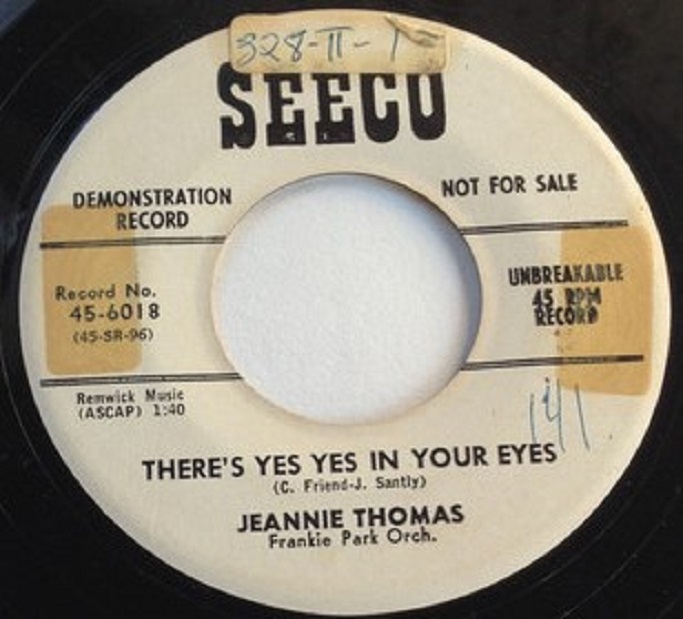 328-II-1
SEECO
DEMONSTRATION
RECORD
NOT FOR SALE
Record No.
45-6018
(45-SR-96)
UNBREAKABLE
45 RPM
RECORD
Remwick Music
(ASCAP) 1:40
141
THERE'S YES YES IN YOUR EYES
(C. Friend-J. Santly)
JEANNIE THOMAS
Frankie Park Orch.